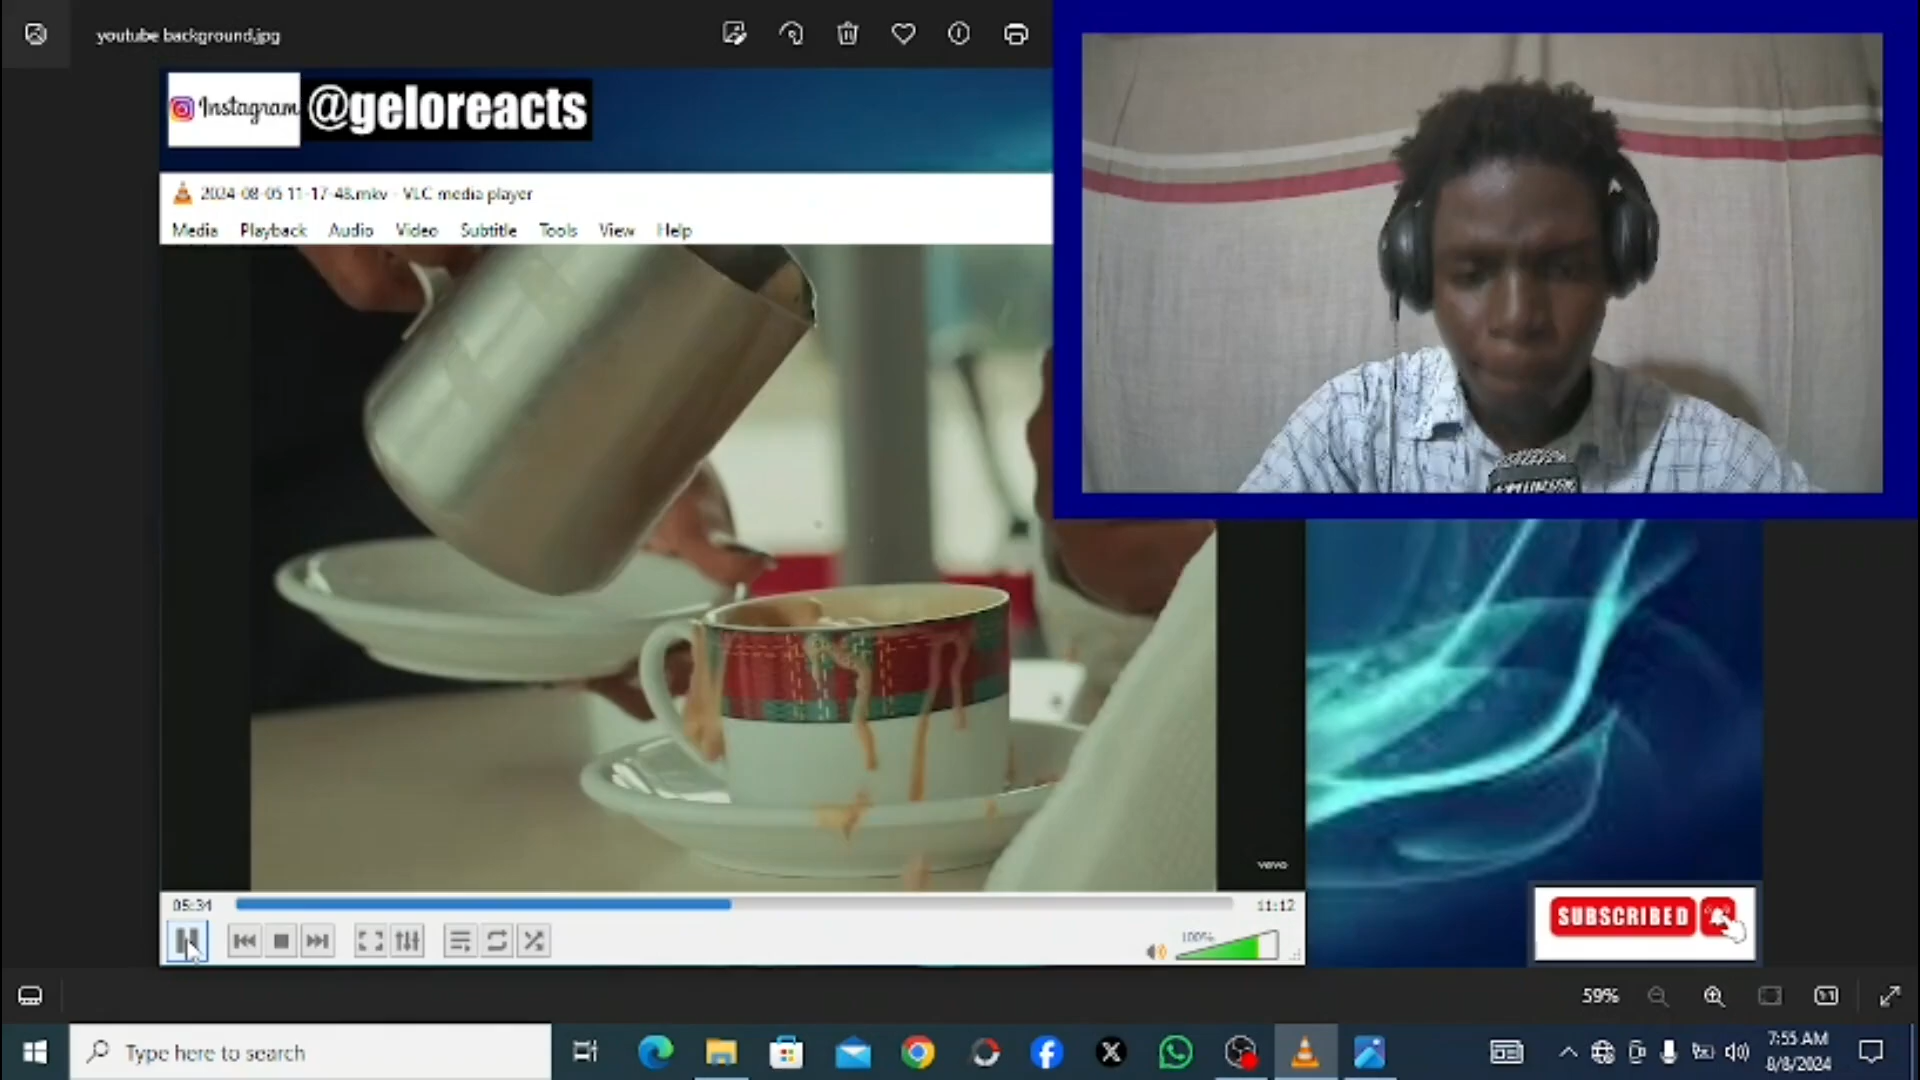 youtube background.jpg
Instagram
@geloreacts
2024-08-05 11-17-48.mkv - VLC media player
Media Playback Audio Video Subtitle Tools View Help
vevo
05:34
11:12
100%
SUBSCRIBED
59%
Type here to search
7:55 AM
8/8/2024